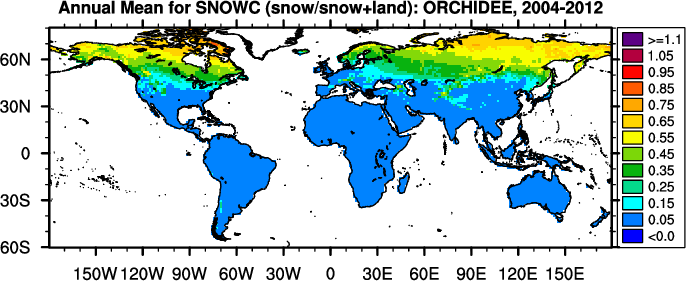 Annual Mean for SNOWC (snow/snow+land): ORCHIDEE, 2004-2012
>=1.1
1.05
0.95
0.85
0.75
0.65
0.55
0.45
0.35
0.25
0.15
0.05
<0.0
60N
30N
0
30S
60S
150W 120W 90W 60W 30W 0 30E 60E 90E 120E 150E